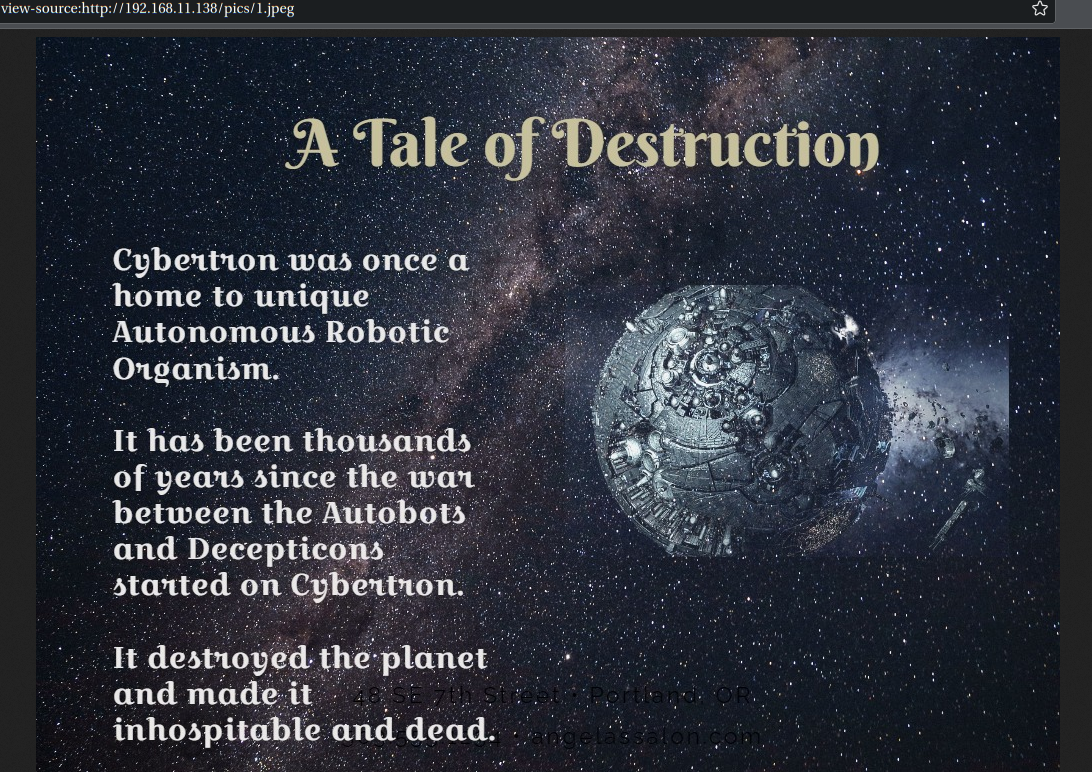 view-source:http://192.168.11.138/pics/1.jpeg
A Tale of Destruction
Cybertron was once a
home to unique
Autonomous Robotic
Organism.
It has been thousands
of years since the war
between the Autobots
and Decepticons
started on Cybertron.
It destroyed the planet
and made it
inhospitable and dead.
48 SE 7th Street • Portland, OR
• angelassalon.com